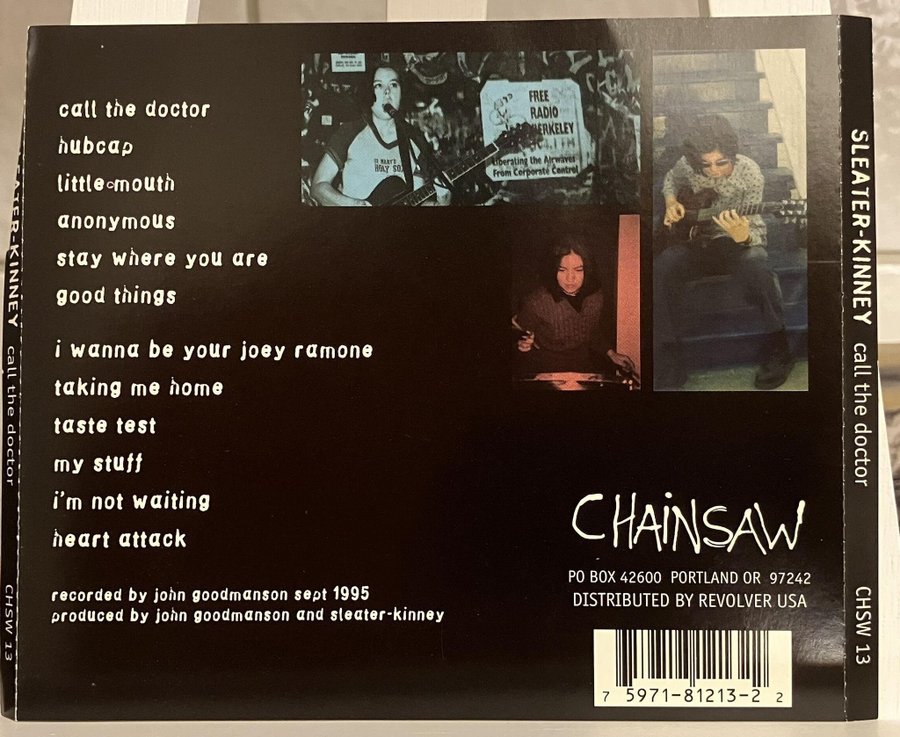 call the doctor
hubcap
little mouth
anonymous
stay where you are
good things
i wanna be your joey ramone
taking me home
taste test
my stuff
i'm not waiting
heart attack
recorded by john goodmanson sept 1995
produced by john goodmanson and sleater-kinney
FREE
RADIO
BERKELEY
Liberating the Airwaves
From Corporate Control
CHAINSAW
PO BOX 42600 PORTLAND OR 97242
DISTRIBUTED BY REVOLVER USA
7 5971-81213-2 2
SLEATER-KINNEY call the doctor CHSW 13
SLEATER-KINNEY call the doctor CHSW 13